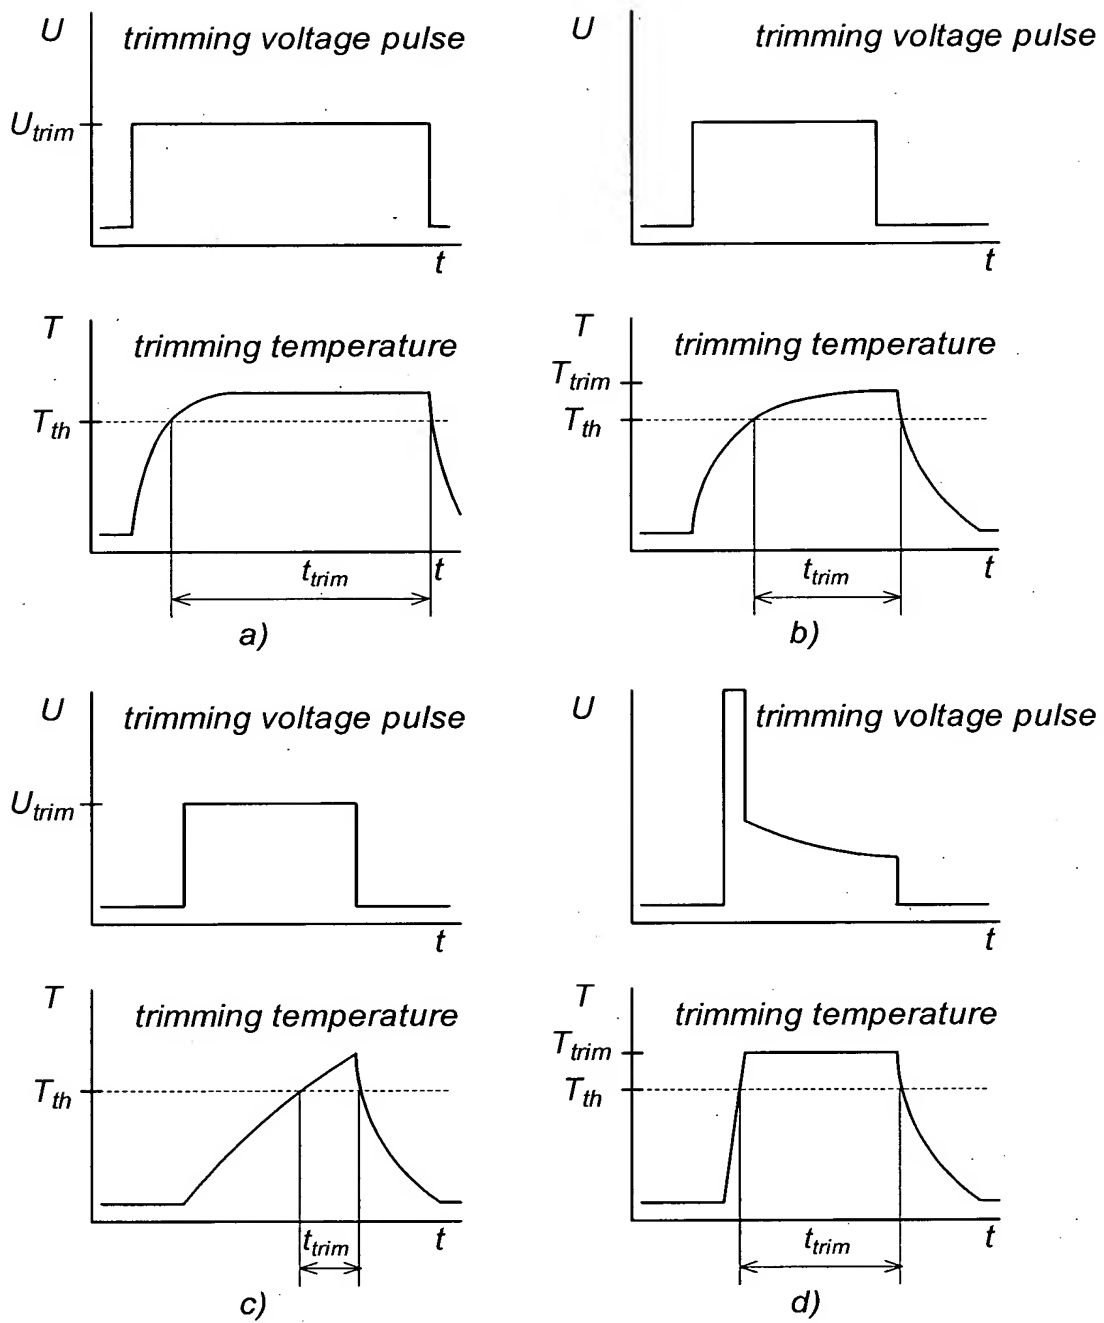 U trimming voltage pulse
U_trim
t
T trimming temperature
T_th
t_trim t
a)
U trimming voltage pulse
t
T
trimming temperature
T_trim
T_th
t_trim t
b)
U trimming voltage pulse
U_trim
t
T trimming temperature
T_th
t_trim t
c)
U trimming voltage pulse
t
T
trimming temperature
T_trim
T_th
t_trim t
d)